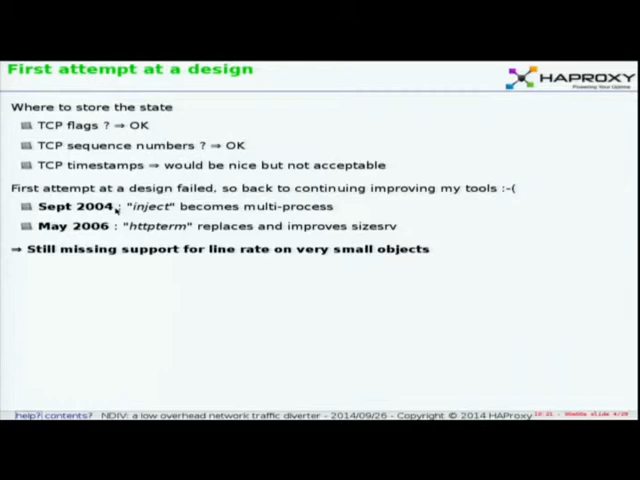 First attempt at a design
HAPROXY
Powering Your Uptime
Where to store the state
TCP flags ? ⇒ OK
TCP sequence numbers ? ⇒ OK
TCP timestamps ⇒ would be nice but not acceptable
First attempt at a design failed, so back to continuing improving my tools :-(
Sept 2004 : "inject" becomes multi-process
May 2006 : "httpterm" replaces and improves sizesrv
⇒ Still missing support for line rate on very small objects
help? contents? NDIV: a low overhead network traffic diverter - 2014/09/26 - Copyright © 2014 HAProxy